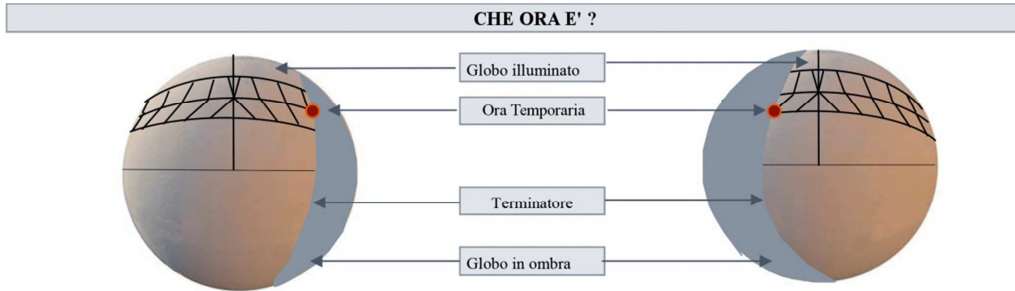 CHE ORA E' ?
Globo illuminato
Ora Temporaria
Terminatore
Globo in ombra